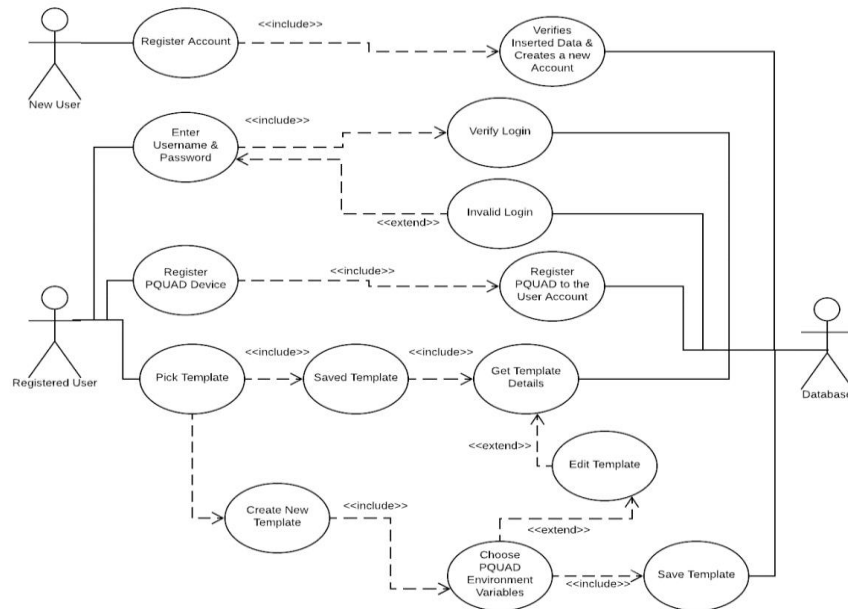 <<include>>
Register Account
Verifies
Inserted Data &
Creates a new
Account
New User
<<include>>
Enter
Username &
Password
Verify Login
Invalid Login
<<extend>>
Register
PQUAD Device
<<include>>
Register
PQUAD to the
User Account
Registered User
<<include>>
<<include>>
Pick Template
Saved Template
Get Template
Details
Database
<<extend>>
Edit Template
Create New
Template
<<include>>
<<extend>>
Choose
PQUAD
Environment
Variables
<<include>>
Save Template